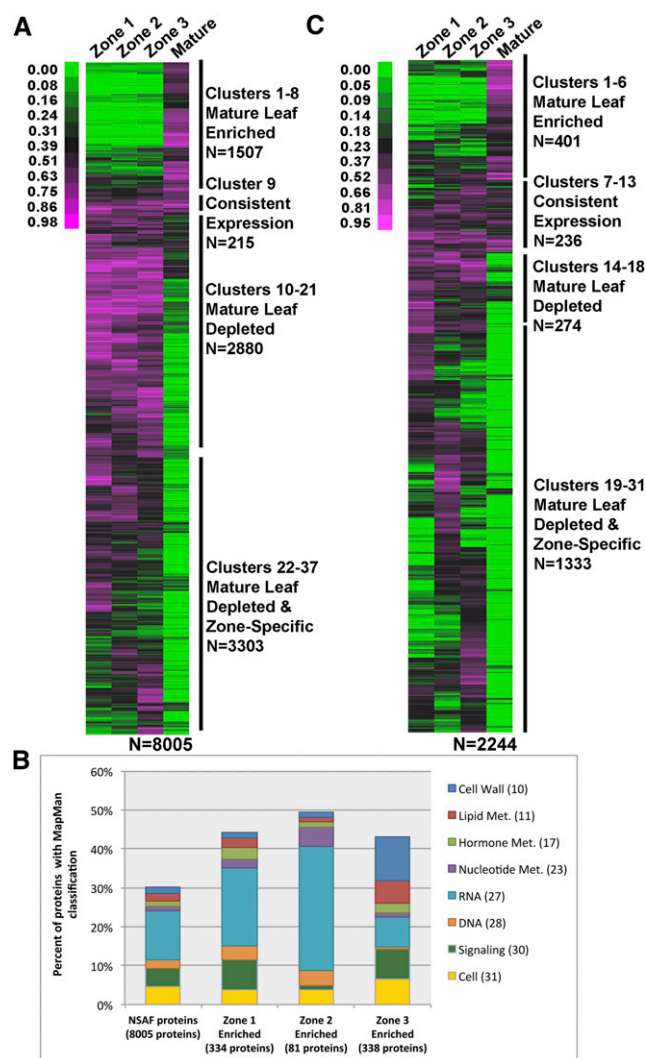 A
Zone 1
Zone 2
Zone 3
Mature
0.00
0.08
0.16
0.24
0.31
0.39
0.51
0.63
0.75
0.86
0.98
Clusters 1-8
Mature Leaf
Enriched
N=1507
Cluster 9
Consistent
Expression
N=215
Clusters 10-21
Mature Leaf
Depleted
N=2880
Clusters 22-37
Mature Leaf
Depleted &
Zone-Specific
N=3303
N=8005
C
Zone 1
Zone 2
Zone 3
Mature
0.00
0.05
0.09
0.14
0.18
0.23
0.37
0.52
0.66
0.81
0.95
Clusters 1-6
Mature Leaf
Enriched
N=401
Clusters 7-13
Consistent
Expression
N=236
Clusters 14-18
Mature Leaf
Depleted
N=274
Clusters 19-31
Mature Leaf
Depleted &
Zone-Specific
N=1333
N=2244
B
Percent of proteins with MapMan
classification
60%
50%
40%
30%
20%
10%
0%
NSAF proteins
(8005 proteins)
Zone 1
Enriched
(334 proteins)
Zone 2
Enriched
(81 proteins)
Zone 3
Enriched
(338 proteins)
Cell Wall (10)
Lipid Met. (11)
Hormone Met. (17)
Nucleotide Met. (23)
RNA (27)
DNA (28)
Signaling (30)
Cell (31)